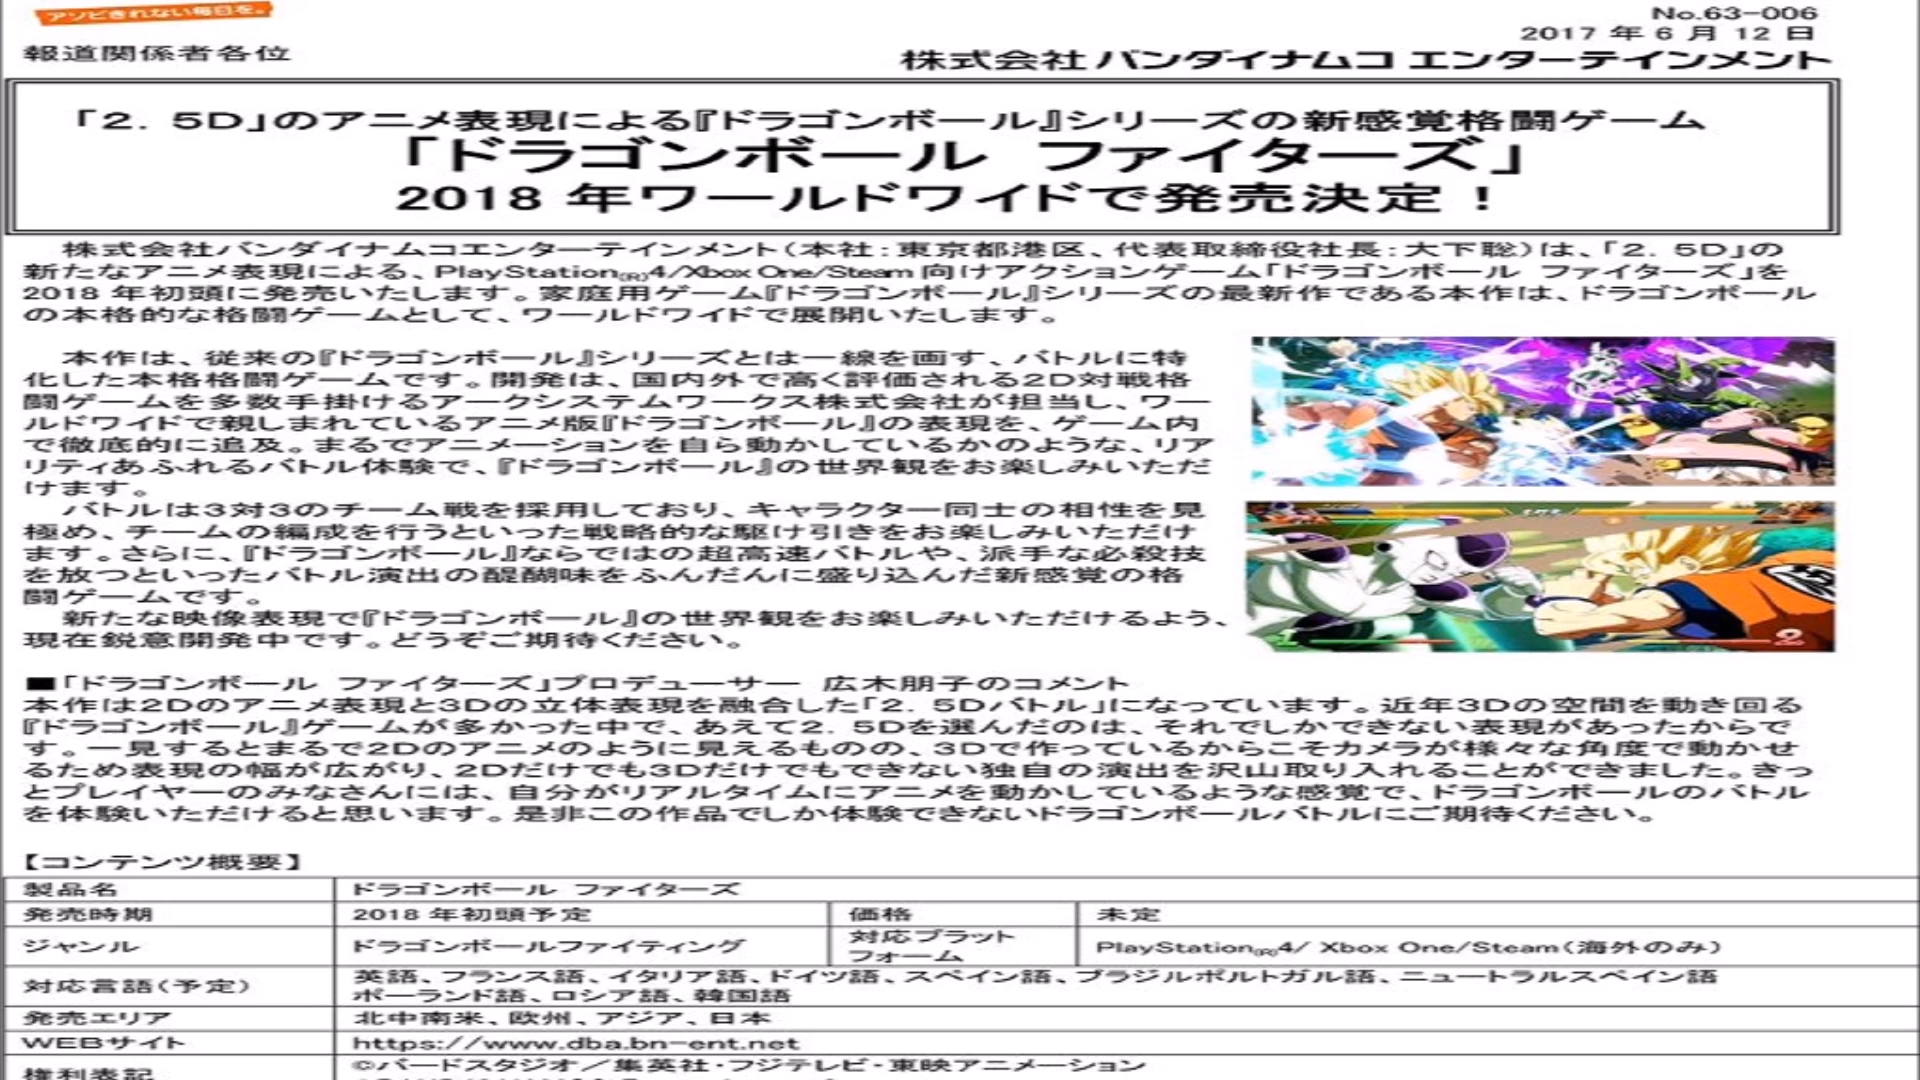 アソビきれない毎日を。
No.63-006
2017 年 6 月 12 日
報道関係者各位
株式会社 バンダイナムコ エンターテインメント
「2．5D」のアニメ表現による『ドラゴンボール』シリーズの新感覚格闘ゲーム
「ドラゴンボール ファイターズ」
2018 年ワールドワイドで発売決定！
株式会社バンダイナムコエンターテインメント（本社：東京都港区、代表取締役社長：大下聡）は、「2．5D」の
新たなアニメ表現による、PlayStation(R)4/Xbox One/Steam 向けアクションゲーム「ドラゴンボール ファイターズ」を
2018 年初頭に発売いたします。家庭用ゲーム『ドラゴンボール』シリーズの最新作である本作は、ドラゴンボール
の本格的な格闘ゲームとして、ワールドワイドで展開いたします。
本作は、従来の『ドラゴンボール』シリーズとは一線を画す、バトルに特
化した本格格闘ゲームです。開発は、国内外で高く評価される2D対戦格
闘ゲームを多数手掛けるアークシステムワークス株式会社が担当し、ワー
ルドワイドで親しまれているアニメ版『ドラゴンボール』の表現を、ゲーム内
で徹底的に追及。まるでアニメーションを自ら動かしているかのような、リア
リティあふれるバトル体験で、『ドラゴンボール』の世界観をお楽しみいただ
けます。
バトルは3対3のチーム戦を採用しており、キャラクター同士の相性を見
極め、チームの編成を行うといった戦略的な駆け引きをお楽しみいただけ
ます。さらに、『ドラゴンボール』ならではの超高速バトルや、派手な必殺技
を放つといったバトル演出の醍醐味をふんだんに盛り込んだ新感覚の格
闘ゲームです。
新たな映像表現で『ドラゴンボール』の世界観をお楽しみいただけるよう、
現在鋭意開発中です。どうぞご期待ください。
1
2
■「ドラゴンボール ファイターズ」プロデューサー 広木朋子のコメント
本作は2Dのアニメ表現と3Dの立体表現を融合した「2．5Dバトル」になっています。近年3Dの空間を動き回る
『ドラゴンボール』ゲームが多かった中で、あえて2．5Dを選んだのは、それでしかできない表現があったからで
す。一見するとまるで2Dのアニメのように見えるものの、3Dで作っているからこそカメラが様々な角度で動かせ
るため表現の幅が広がり、2Dだけでも3Dだけでもできない独自の演出を沢山取り入れることができました。きっ
とプレイヤーのみなさんには、自分がリアルタイムにアニメを動かしているような感覚で、ドラゴンボールのバトル
を体験いただけると思います。是非この作品でしか体験できないドラゴンボールバトルにご期待ください。
【コンテンツ概要】
製品名 ドラゴンボール ファイターズ
発売時期 2018 年初頭予定 価格 未定
ジャンル ドラゴンボールファイティング 対応プラットフォーム PlayStation(R)4/ Xbox One/Steam（海外のみ）
対応言語（予定） 英語、フランス語、イタリア語、ドイツ語、スペイン語、ブラジルポルトガル語、ニュートラルスペイン語
ポーランド語、ロシア語、韓国語
発売エリア 北中南米、欧州、アジア、日本
WEBサイト https://www.dba.bn-ent.net
権利表記 ©バードスタジオ／集英社・フジテレビ・東映アニメーション